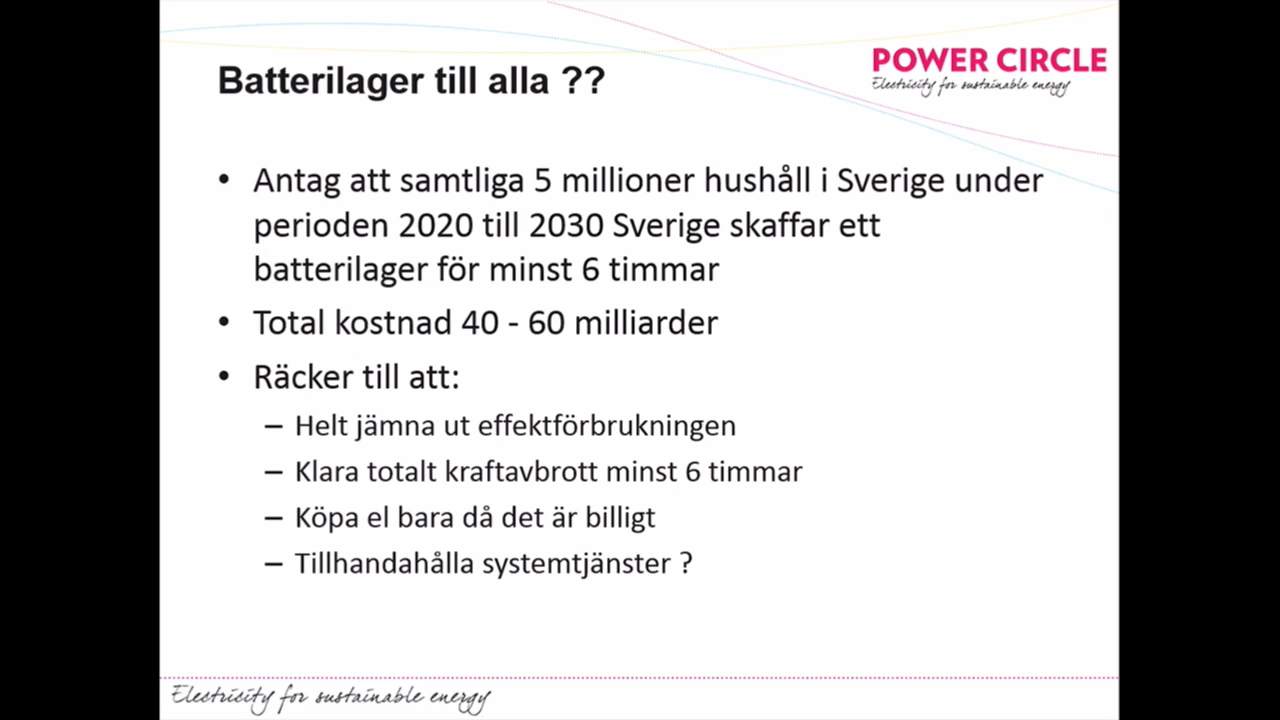 POWER CIRCLE
Electricity for sustainable energy
Batterilager till alla ??
• Antag att samtliga 5 millioner hushåll i Sverige under
perioden 2020 till 2030 Sverige skaffar ett
batterilager för minst 6 timmar
• Total kostnad 40 - 60 milliarder
• Räcker till att:
– Helt jämna ut effektförbrukningen
– Klara totalt kraftavbrott minst 6 timmar
– Köpa el bara då det är billigt
– Tillhandahålla systemtjänster ?
Electricity for sustainable energy